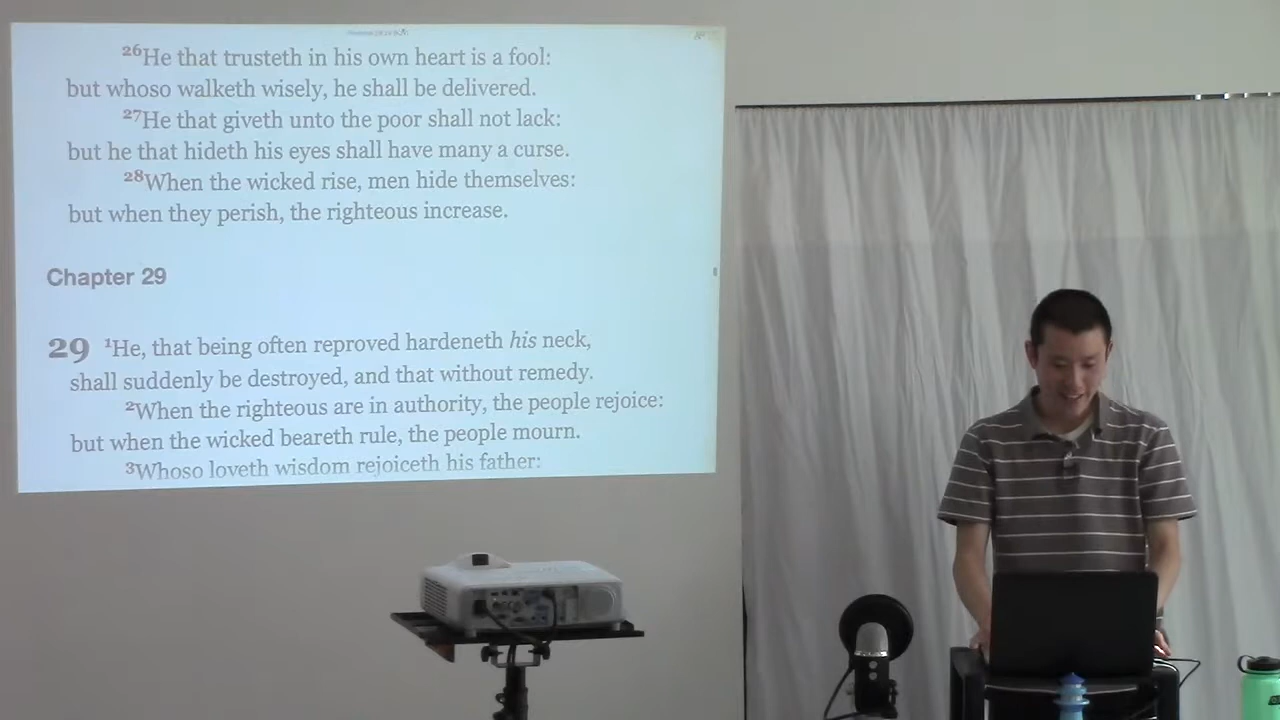 26He that trusteth in his own heart is a fool:
but whoso walketh wisely, he shall be delivered.
27He that giveth unto the poor shall not lack:
but he that hideth his eyes shall have many a curse.
28When the wicked rise, men hide themselves:
but when they perish, the righteous increase.
Chapter 29
29 1He, that being often reproved hardeneth his neck,
shall suddenly be destroyed, and that without remedy.
2When the righteous are in authority, the people rejoice:
but when the wicked beareth rule, the people mourn.
3Whoso loveth wisdom rejoiceth his father: